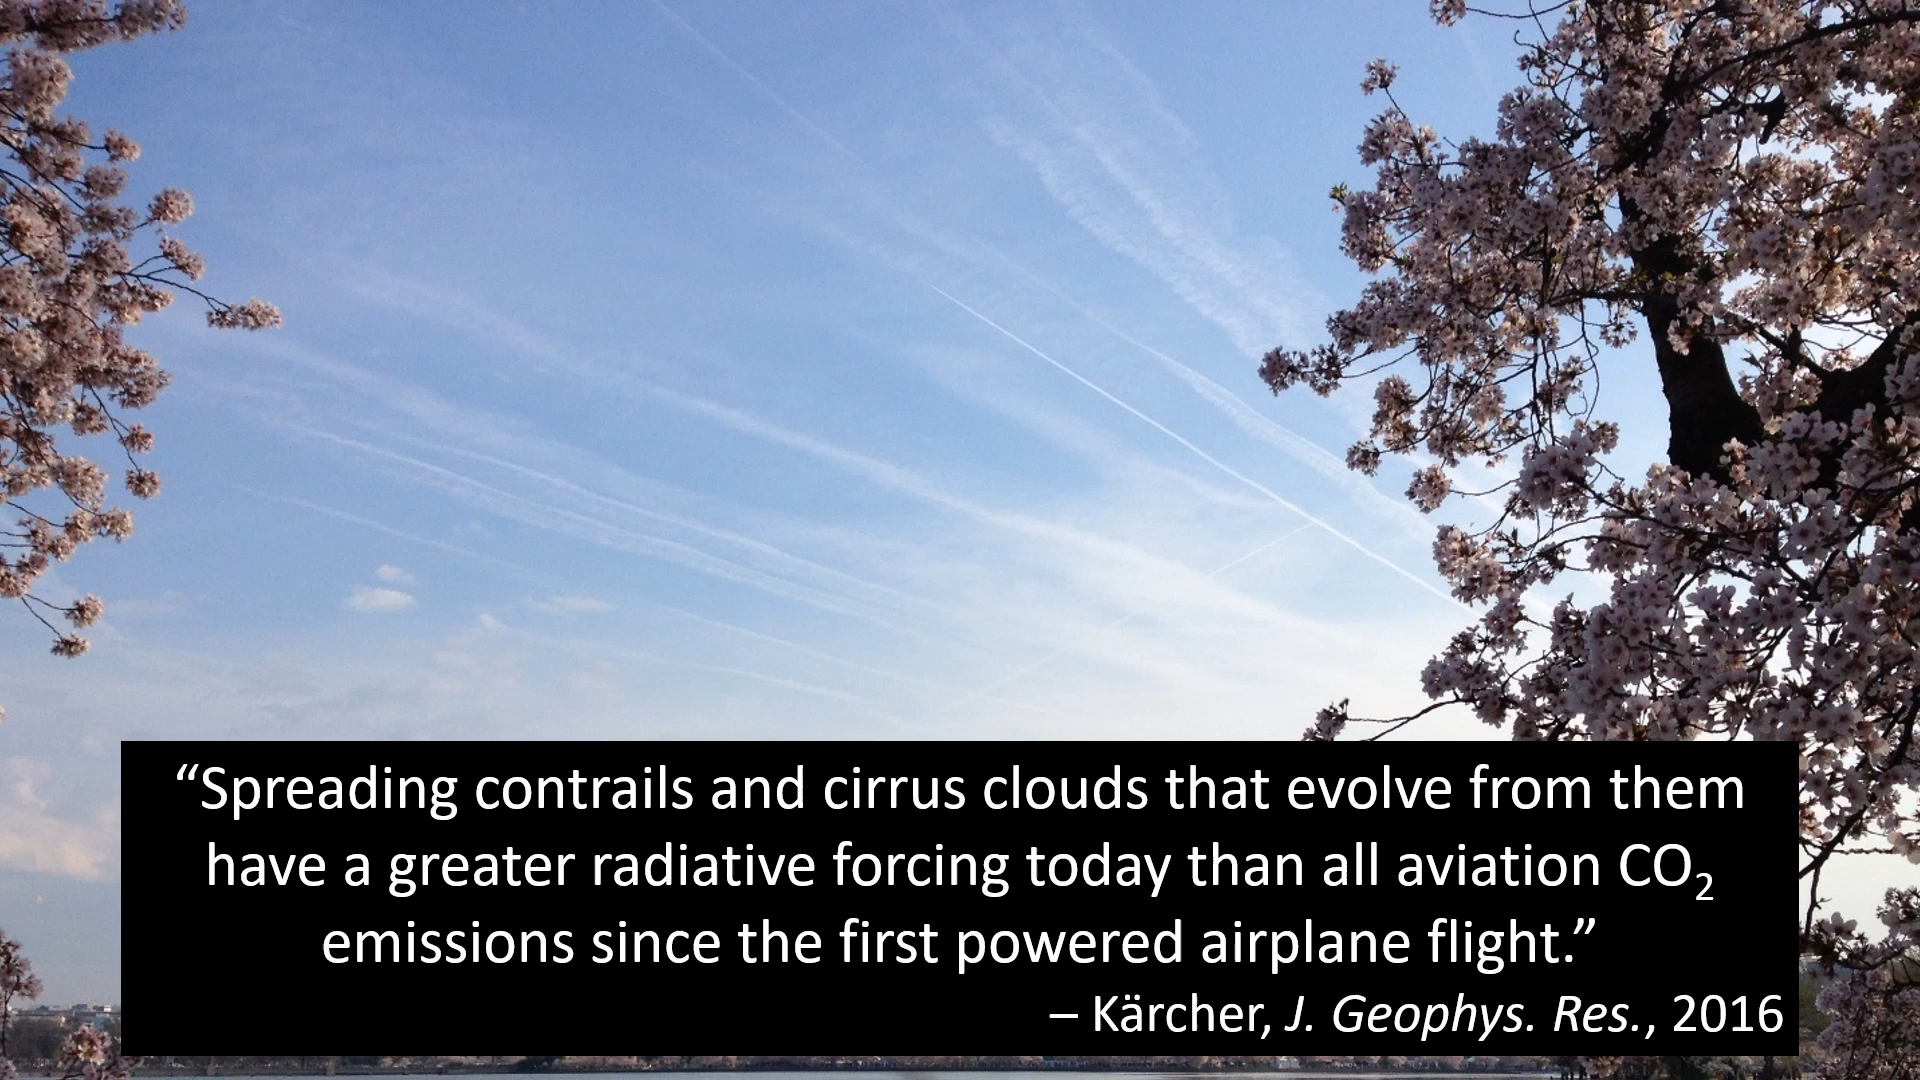 “Spreading contrails and cirrus clouds that evolve from them
have a greater radiative forcing today than all aviation CO₂
emissions since the first powered airplane flight.”
– Kärcher, J. Geophys. Res., 2016